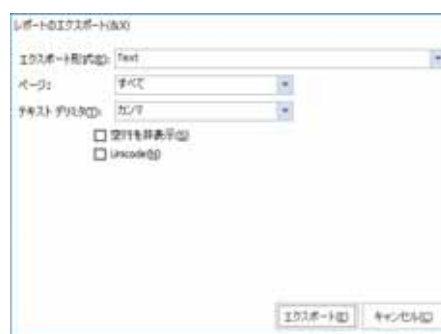 レポートのエクスポート(&X)
エクスポート形式(E): Text
ページ: すべて
テキスト デリミタ(T): カンマ
空行を非表示(S)
Unicode(N)
エクスポート(E) キャンセル(C)